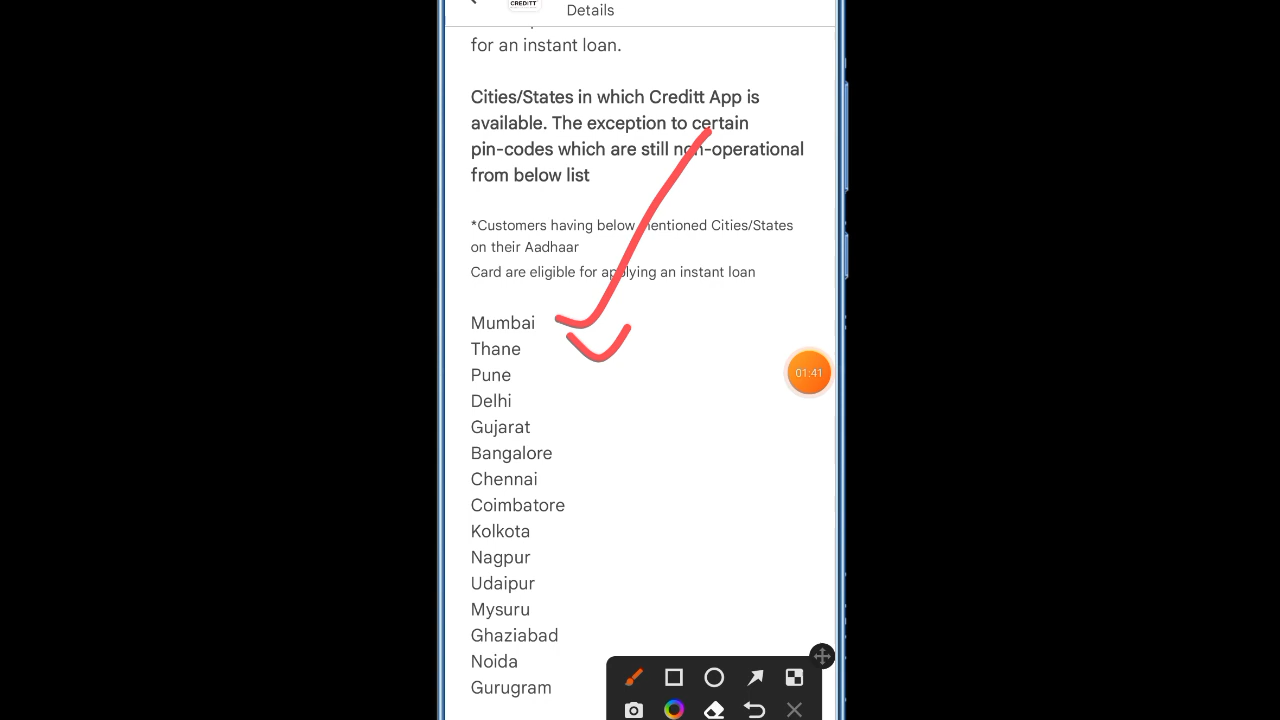 CREDITT
Details
for an instant loan.
Cities/States in which Creditt App is
available. The exception to certain
pin-codes which are still non-operational
from below list
*Customers having below mentioned Cities/States
on their Aadhaar
Card are eligible for applying an instant loan
Mumbai
Thane
Pune
Delhi
Gujarat
Bangalore
Chennai
Coimbatore
Kolkota
Nagpur
Udaipur
Mysuru
Ghaziabad
Noida
Gurugram
01:41